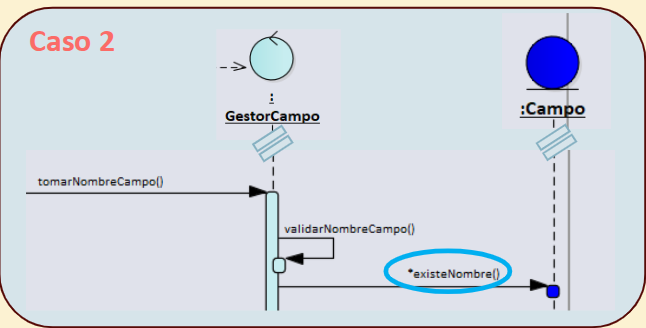 Caso 2
:
GestorCampo
:Campo
tomarNombreCampo()
validarNombreCampo()
*existeNombre()